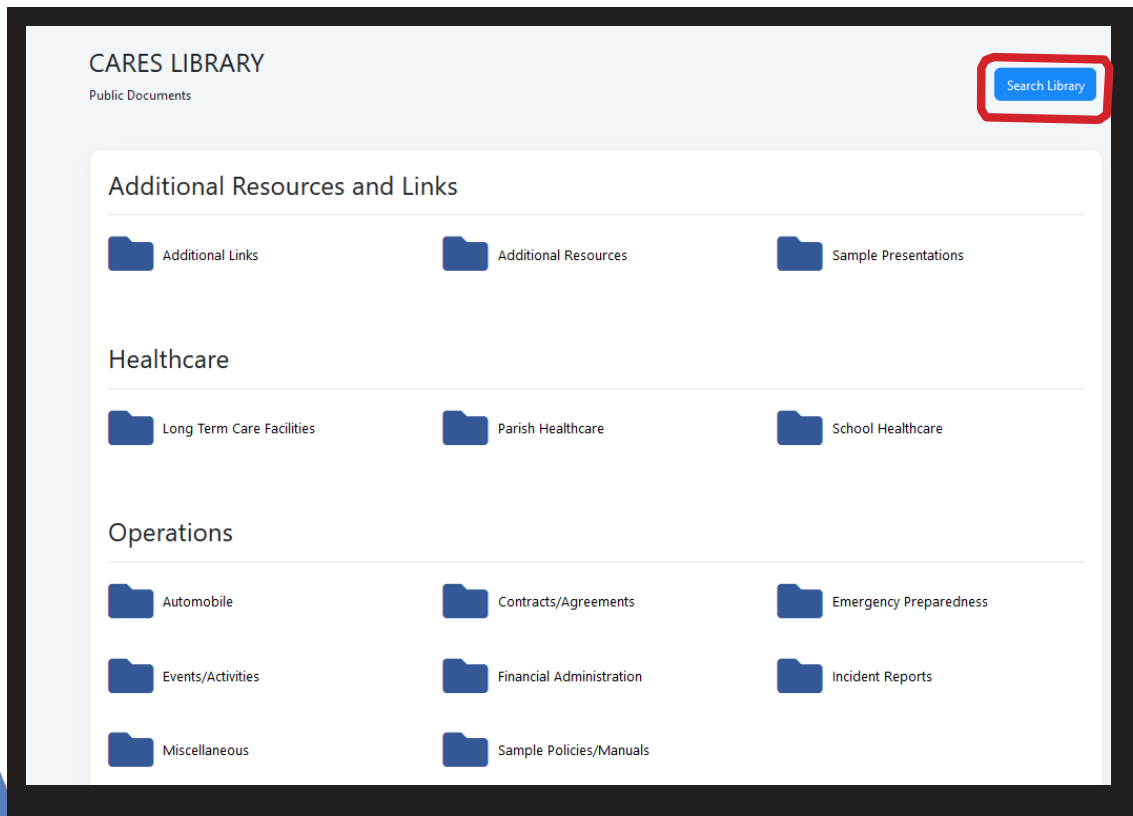 CARES LIBRARY
Public Documents
Search Library
Additional Resources and Links
Additional Links
Additional Resources
Sample Presentations
Healthcare
Long Term Care Facilities
Parish Healthcare
School Healthcare
Operations
Automobile
Contracts/Agreements
Emergency Preparedness
Events/Activities
Financial Administration
Incident Reports
Miscellaneous
Sample Policies/Manuals